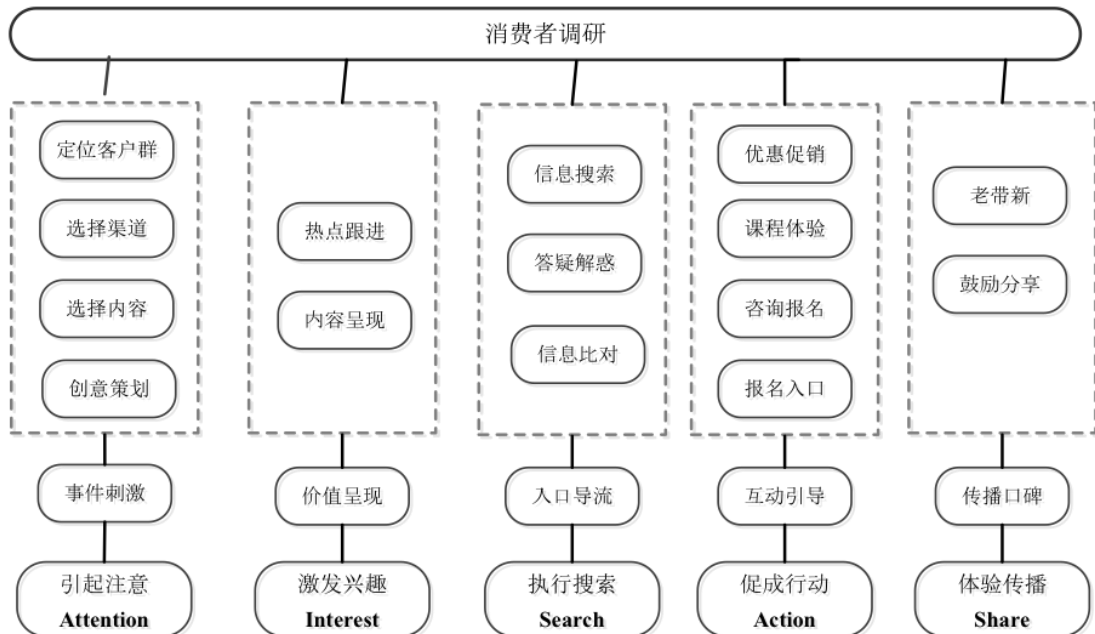 消费者调研
定位客户群
选择渠道
选择内容
创意策划
事件刺激
引起注意
Attention
热点跟进
内容呈现
价值呈现
激发兴趣
Interest
信息搜索
答疑解惑
信息比对
入口导流
执行搜索
Search
优惠促销
课程体验
咨询报名
报名入口
互动引导
促成行动
Action
老带新
鼓励分享
传播口碑
体验传播
Share